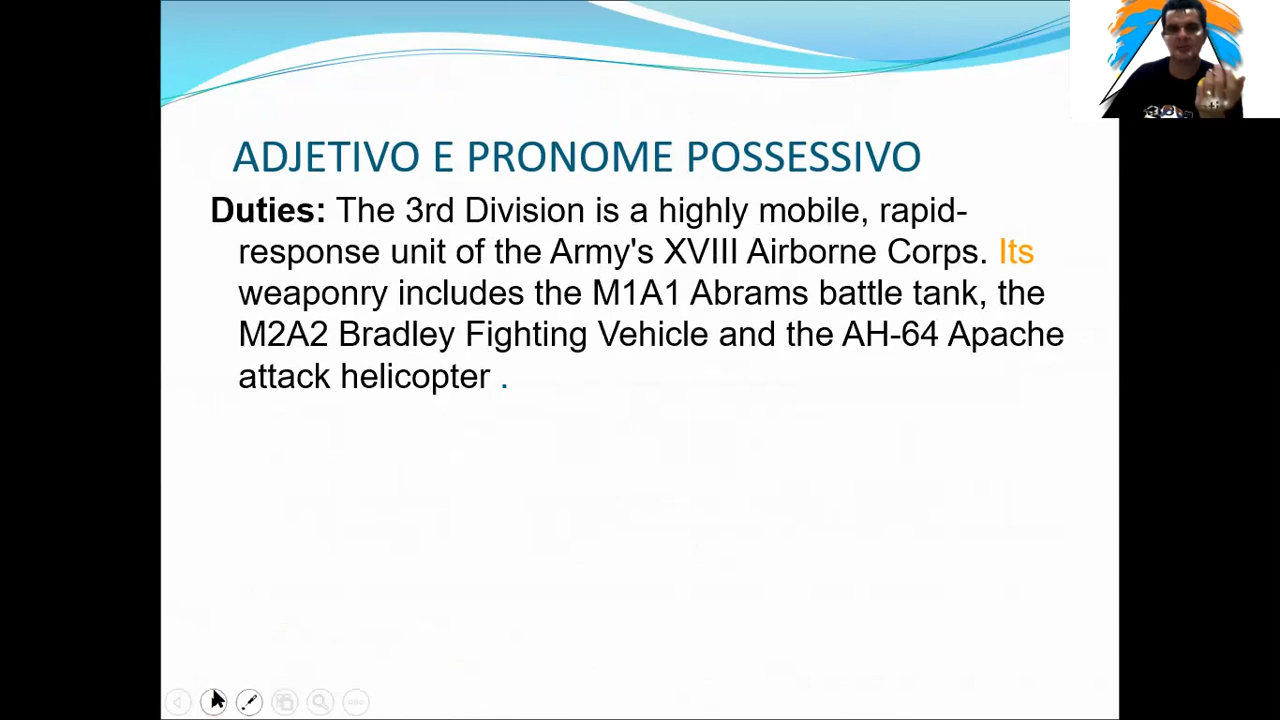 ADJETIVO E PRONOME POSSESSIVO
Duties: The 3rd Division is a highly mobile, rapid-
response unit of the Army's XVIII Airborne Corps. Its
weaponry includes the M1A1 Abrams battle tank, the
M2A2 Bradley Fighting Vehicle and the AH-64 Apache
attack helicopter .